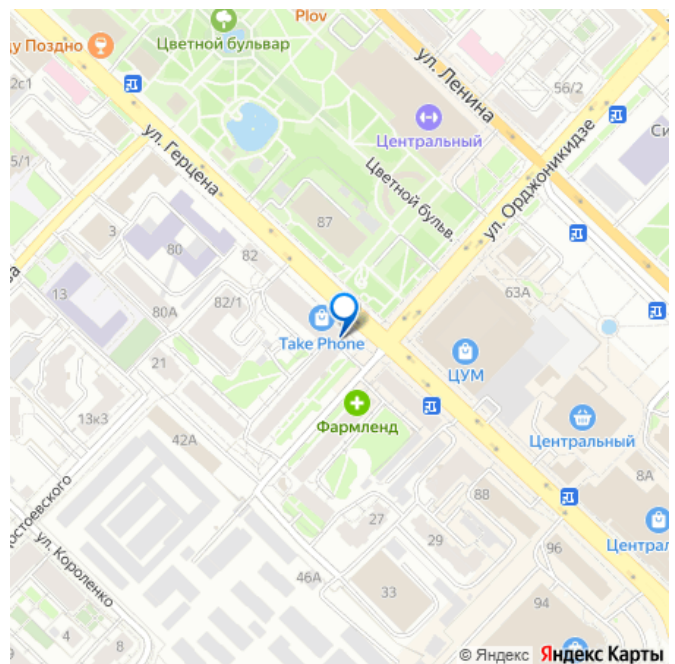 Plov
Поздно
Цветной бульвар
2с1
ул. Ленина
56/2
Центральный
ул. Герцена
5/1
Цветной бульв.
ул. Орджоникидзе
87
3
80
82
63А
13
80А
82/1
Take Phone
21
ЦУМ
13к3
Фармленд
42А
Центральный
8А
88
27
29
96
ул. Короленко
46А
33
94
4
8
© Яндекс
Яндекс Карты